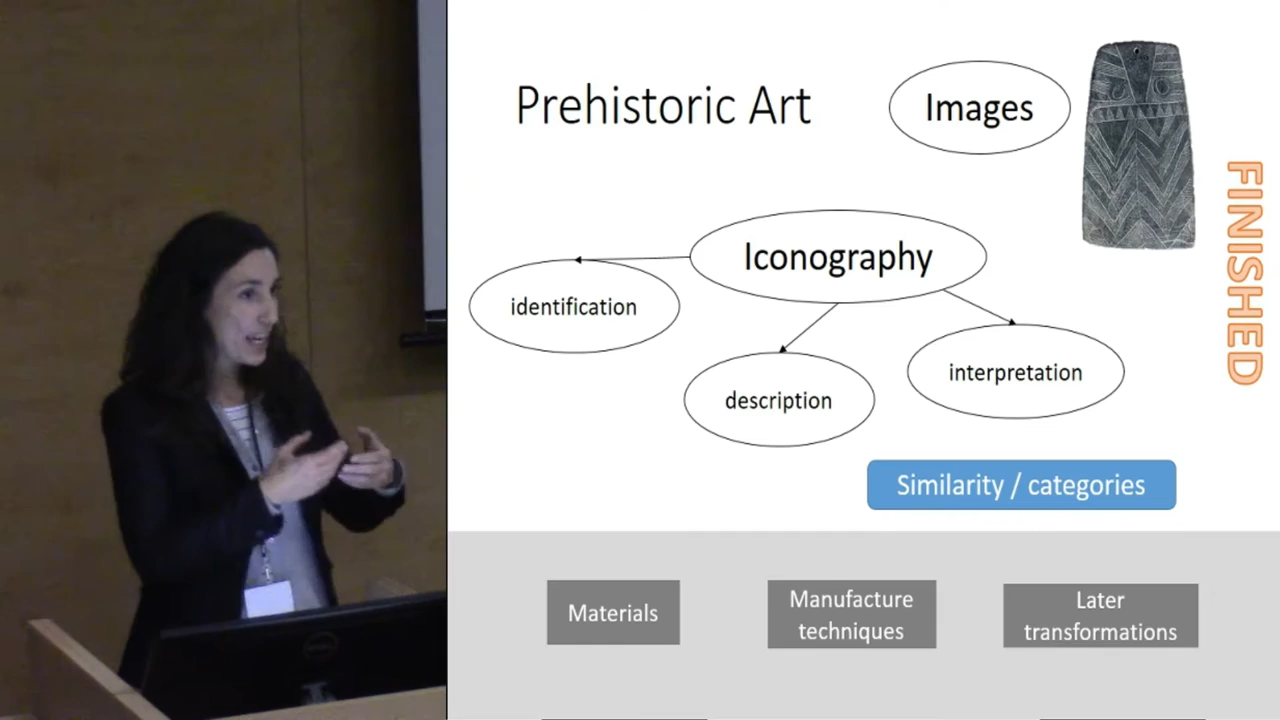 Prehistoric Art
Images
FINISHED
Iconography
identification
interpretation
description
Similarity / categories
Materials
Manufacture
techniques
Later
transformations